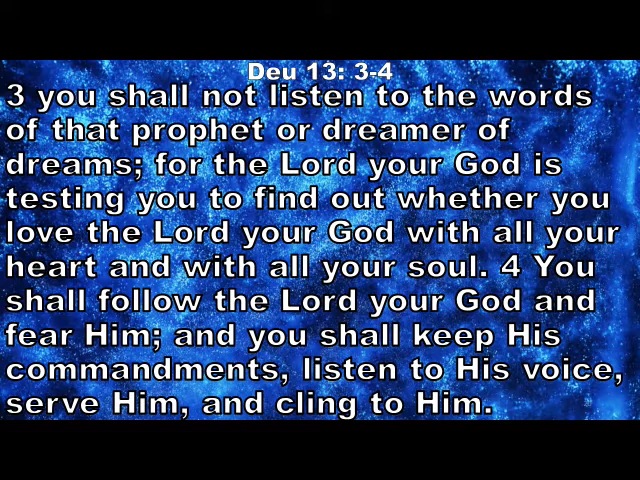 Deu 13: 3-4
3 you shall not listen to the words
of that prophet or dreamer of
dreams; for the Lord your God is
testing you to find out whether you
love the Lord your God with all your
heart and with all your soul. 4 You
shall follow the Lord your God and
fear Him; and you shall keep His
commandments, listen to His voice,
serve Him, and cling to Him.